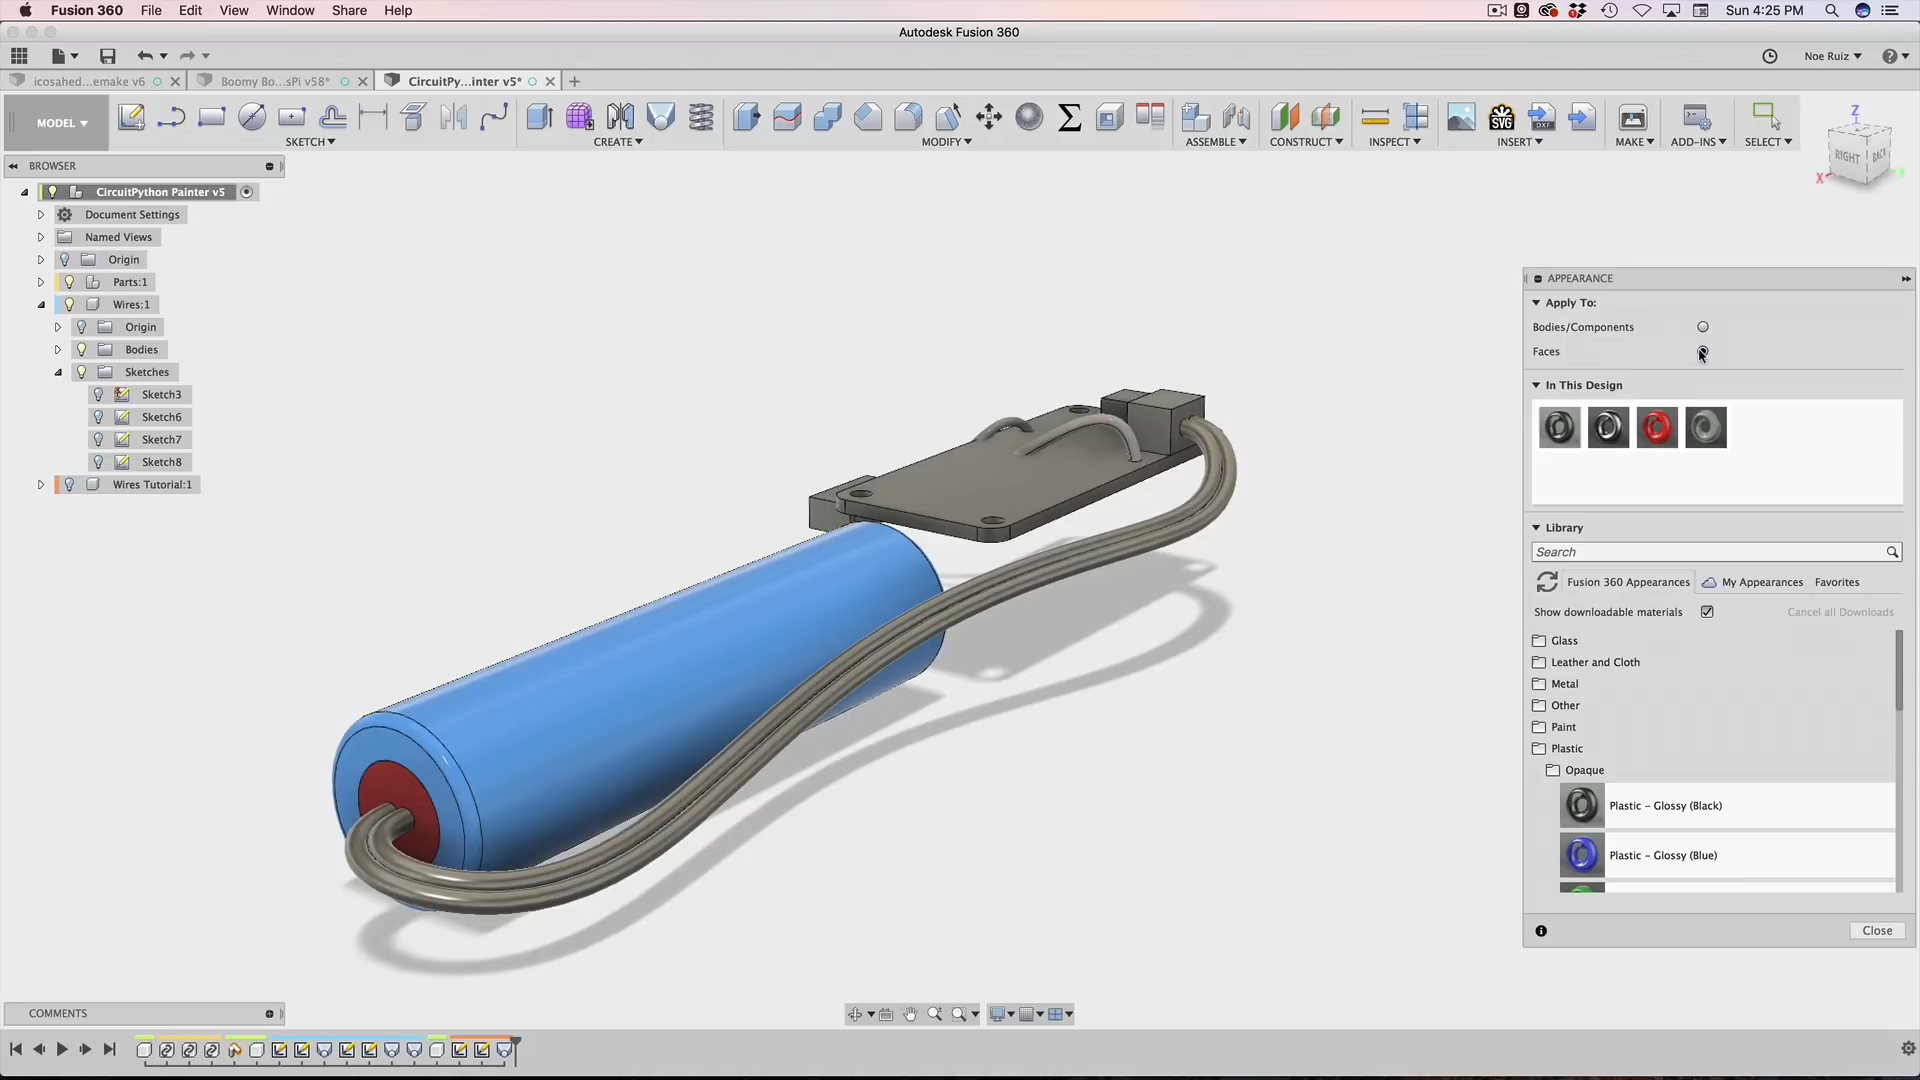 Fusion 360 File Edit View Window Share Help Sun 4:25 PM
Autodesk Fusion 360
Noe Ruiz
icosahed...emake v6 Boomy Bo...sPi v58* CircuitPy...inter v5*
MODEL
SVG DXF
SKETCH CREATE MODIFY ASSEMBLE CONSTRUCT INSPECT INSERT MAKE ADD-INS SELECT
Z
RIGHT BACK
X
BROWSER
CircuitPython Painter v5
Document Settings
Named Views
Origin
Parts:1
Wires:1
Origin
Bodies
Sketches
Sketch3
Sketch6
Sketch7
Sketch8
Wires Tutorial:1
APPEARANCE
Apply To:
Bodies/Components
Faces
In This Design
Library
Search
Fusion 360 Appearances My Appearances Favorites
Show downloadable materials Cancel all Downloads
Glass
Leather and Cloth
Metal
Other
Paint
Plastic
Opaque
Plastic - Glossy (Black)
Plastic - Glossy (Blue)
Close
COMMENTS